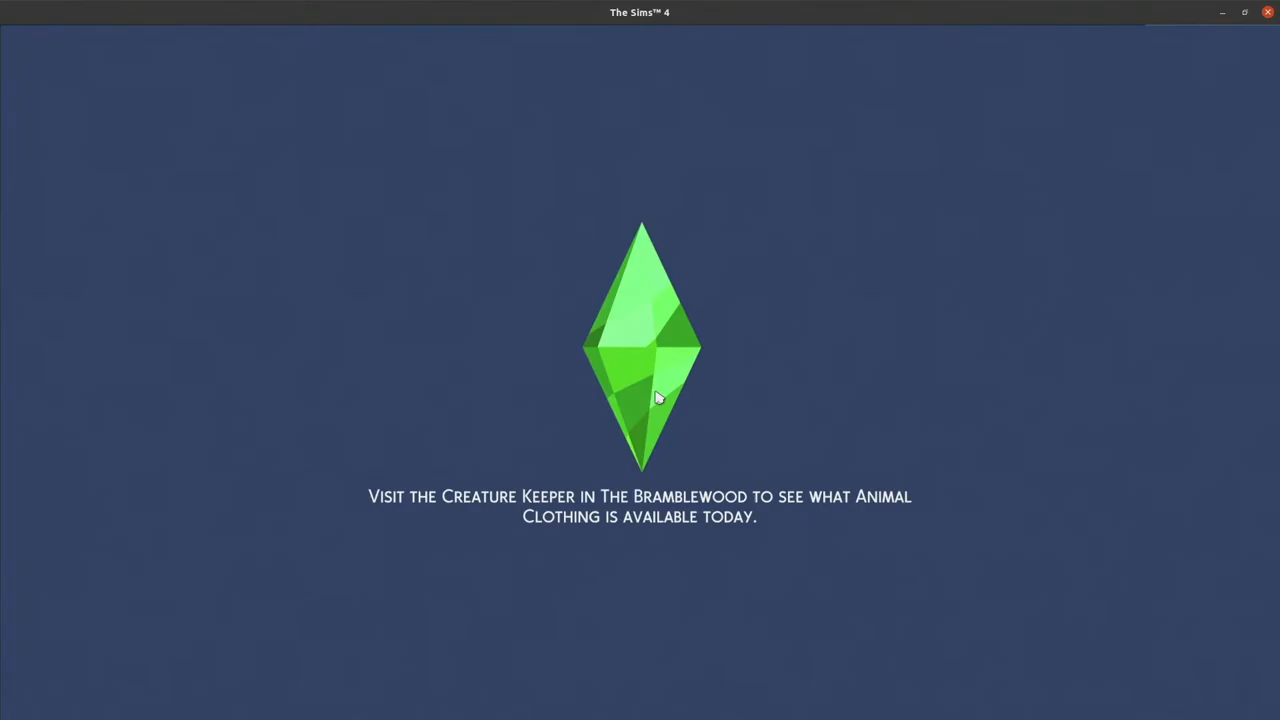 The Sims™ 4
Visit the Creature Keeper in The Bramblewood to see what Animal
Clothing is available today.